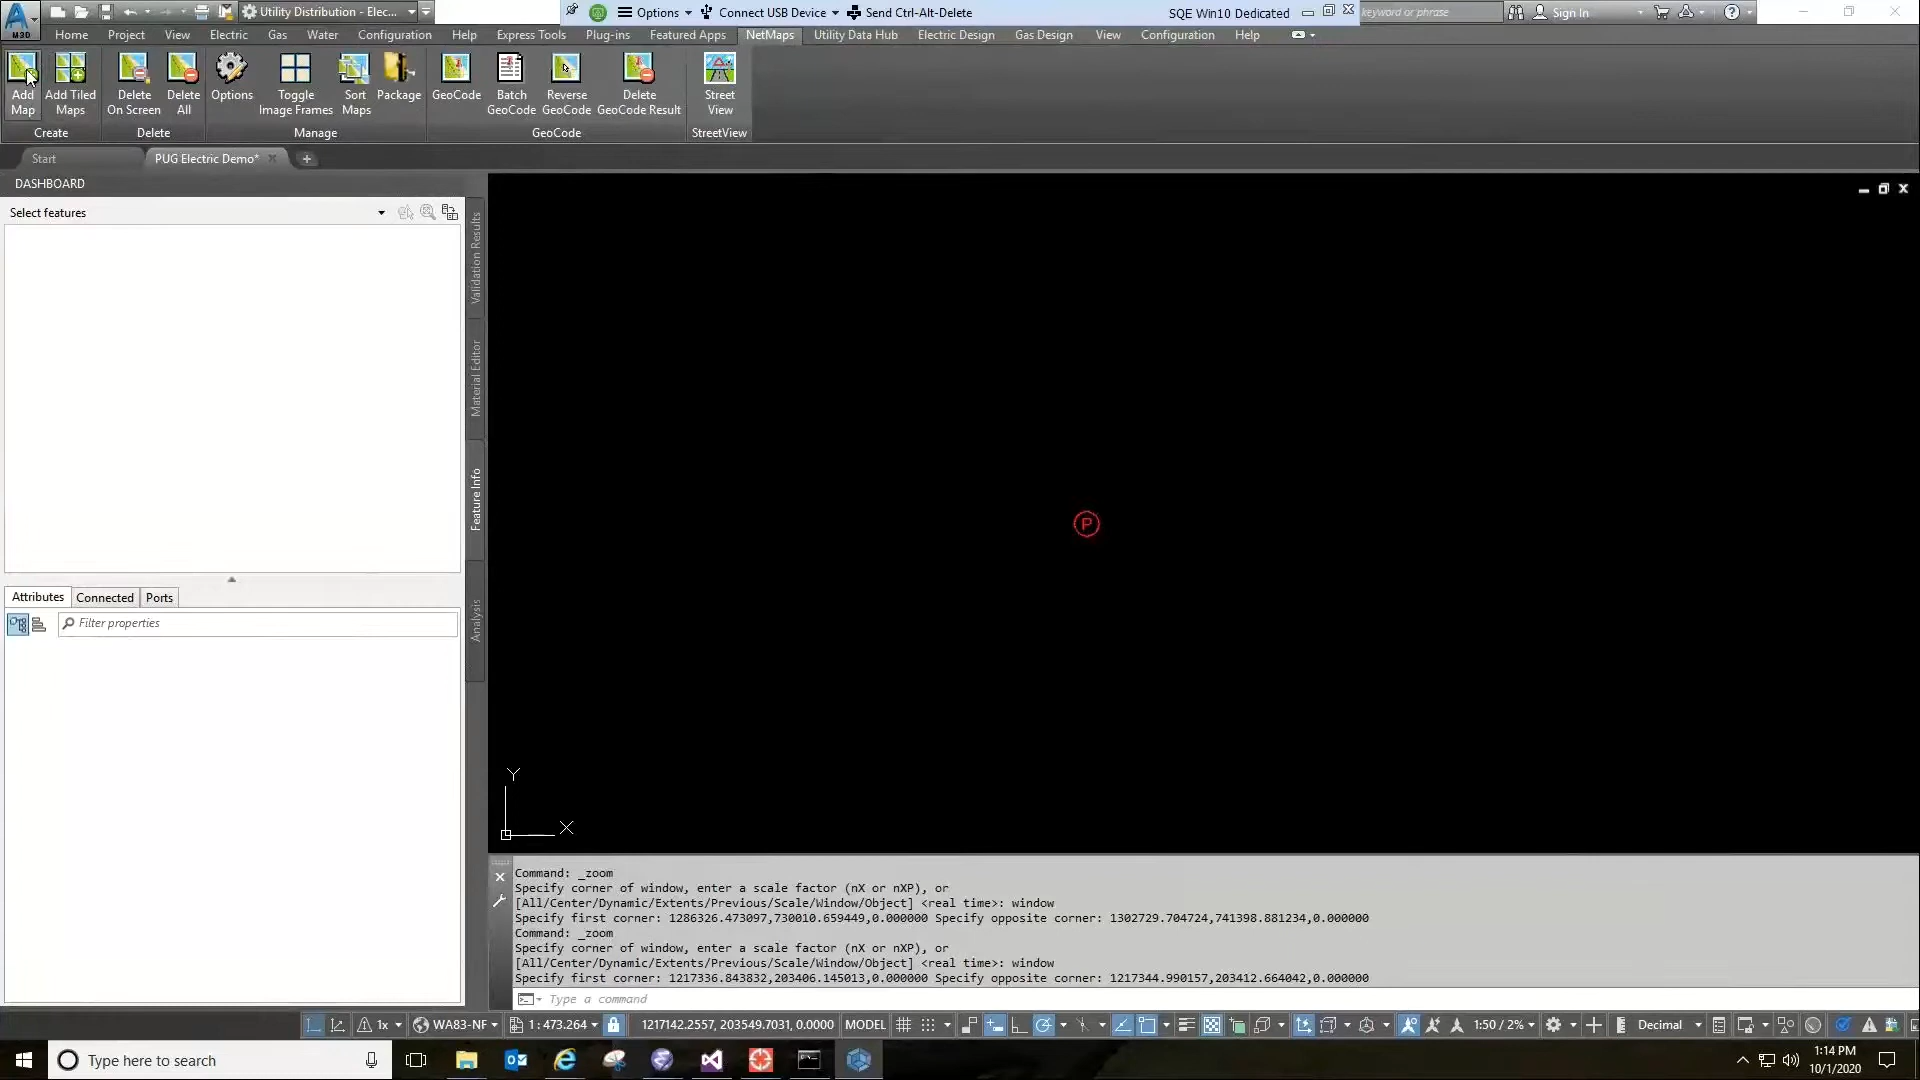 M3D
Utility Distribution - Elec...
Options
Connect USB Device
Send Ctrl-Alt-Delete
SQE Win10 Dedicated
keyword or phrase
Sign In
Home
Project
View
Electric
Gas
Water
Configuration
Help
Express Tools
Plug-ins
Featured Apps
NetMaps
Utility Data Hub
Electric Design
Gas Design
View
Configuration
Help
Add
Map
Add Tiled
Maps
Delete
On Screen
Delete
All
Options
Toggle
Image Frames
Sort
Maps
Package
GeoCode
Batch
GeoCode
Reverse
GeoCode
Delete
GeoCode Result
Street
View
Create
Delete
Manage
GeoCode
StreetView
Start
PUG Electric Demo*
DASHBOARD
Select features
Validation Results
Material Editor
Feature Info
Analysis
Attributes
Connected
Ports
Filter properties
P
Y
X
Command: _zoom
Specify corner of window, enter a scale factor (nX or nXP), or
[All/Center/Dynamic/Extents/Previous/Scale/Window/Object] <real time>: window
Specify first corner: 1286326.473097,730010.659449,0.000000 Specify opposite corner: 1302729.704724,741398.881234,0.000000
Command: _zoom
Specify corner of window, enter a scale factor (nX or nXP), or
[All/Center/Dynamic/Extents/Previous/Scale/Window/Object] <real time>: window
Specify first corner: 1217336.843832,203406.145013,0.000000 Specify opposite corner: 1217344.990157,203412.664042,0.000000
Type a command
1x
WA83-NF
1 : 473.264
1217142.2557, 203549.7031, 0.0000
MODEL
1:50 / 2%
Decimal
Type here to search
1:14 PM
10/1/2020